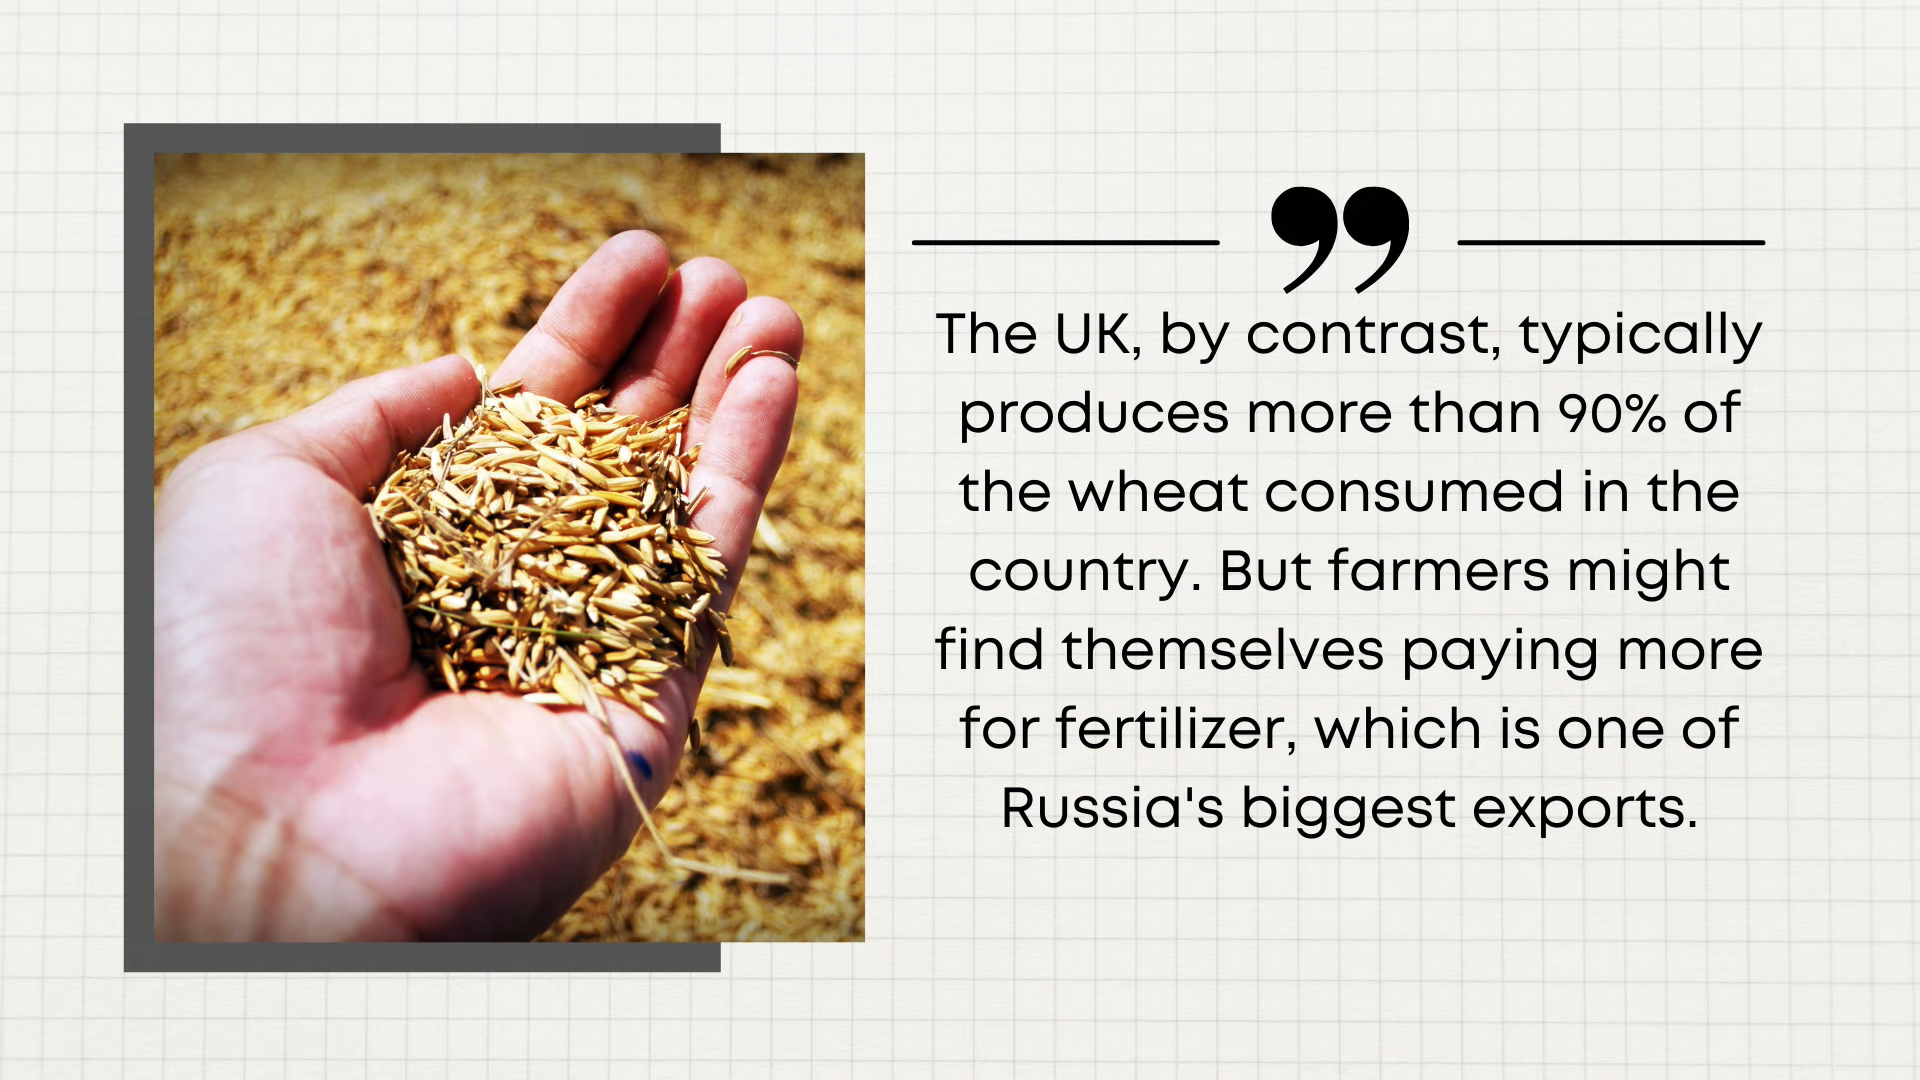 ”
The UK, by contrast, typically
produces more than 90% of
the wheat consumed in the
country. But farmers might
find themselves paying more
for fertilizer, which is one of
Russia's biggest exports.